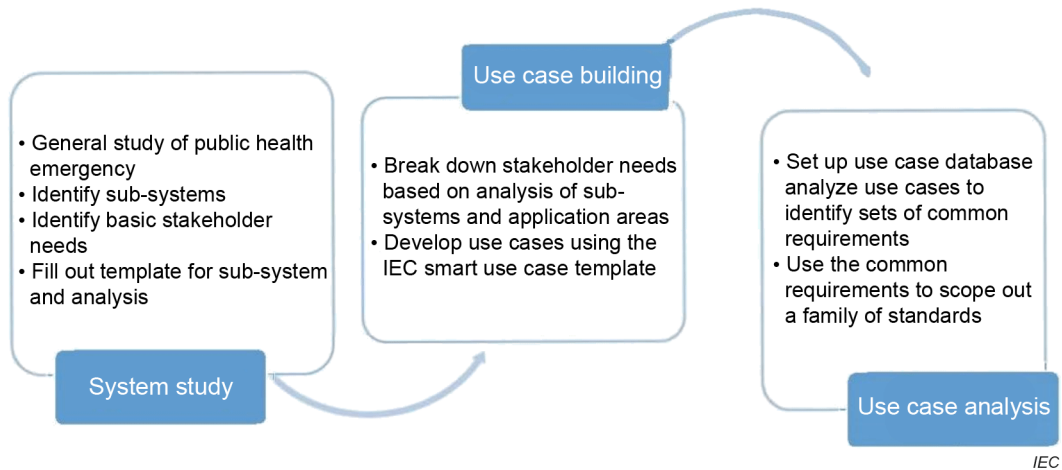 • General study of public health
emergency
• Identify sub-systems
• Identify basic stakeholder
needs
• Fill out template for sub-system
and analysis
System study
Use case building
• Break down stakeholder needs
based on analysis of sub-
systems and application areas
• Develop use cases using the
IEC smart use case template
• Set up use case database
analyze use cases to
identify sets of common
requirements
• Use the common
requirements to scope out
a family of standards
Use case analysis
IEC